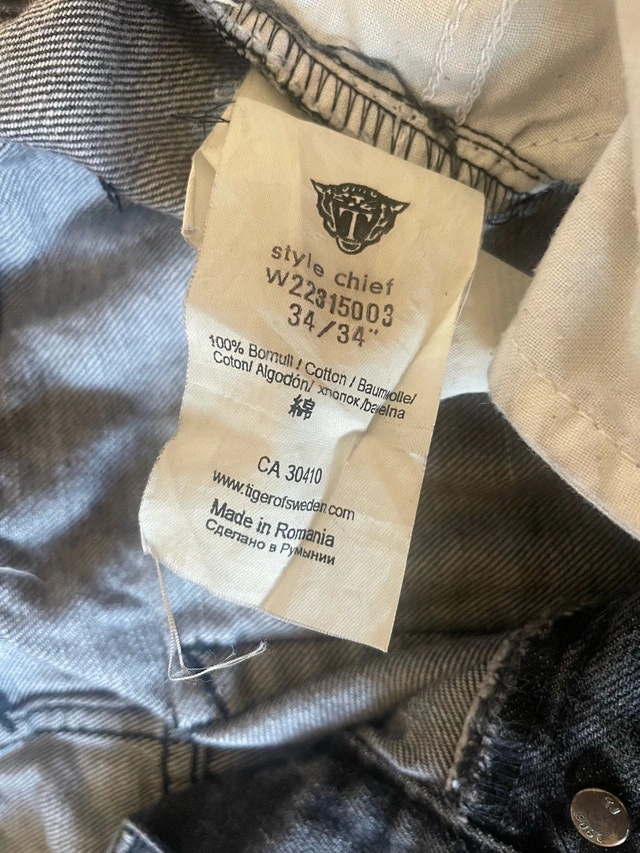 T
style chief
W22315003
34/34"
100% Bomull / Cotton / Baumwolle/
Coton/ Algodón/ хлопок /bawełna
綿
CA 30410
www.tigerofsweden.com
Made in Romania
Сделано в Румынии